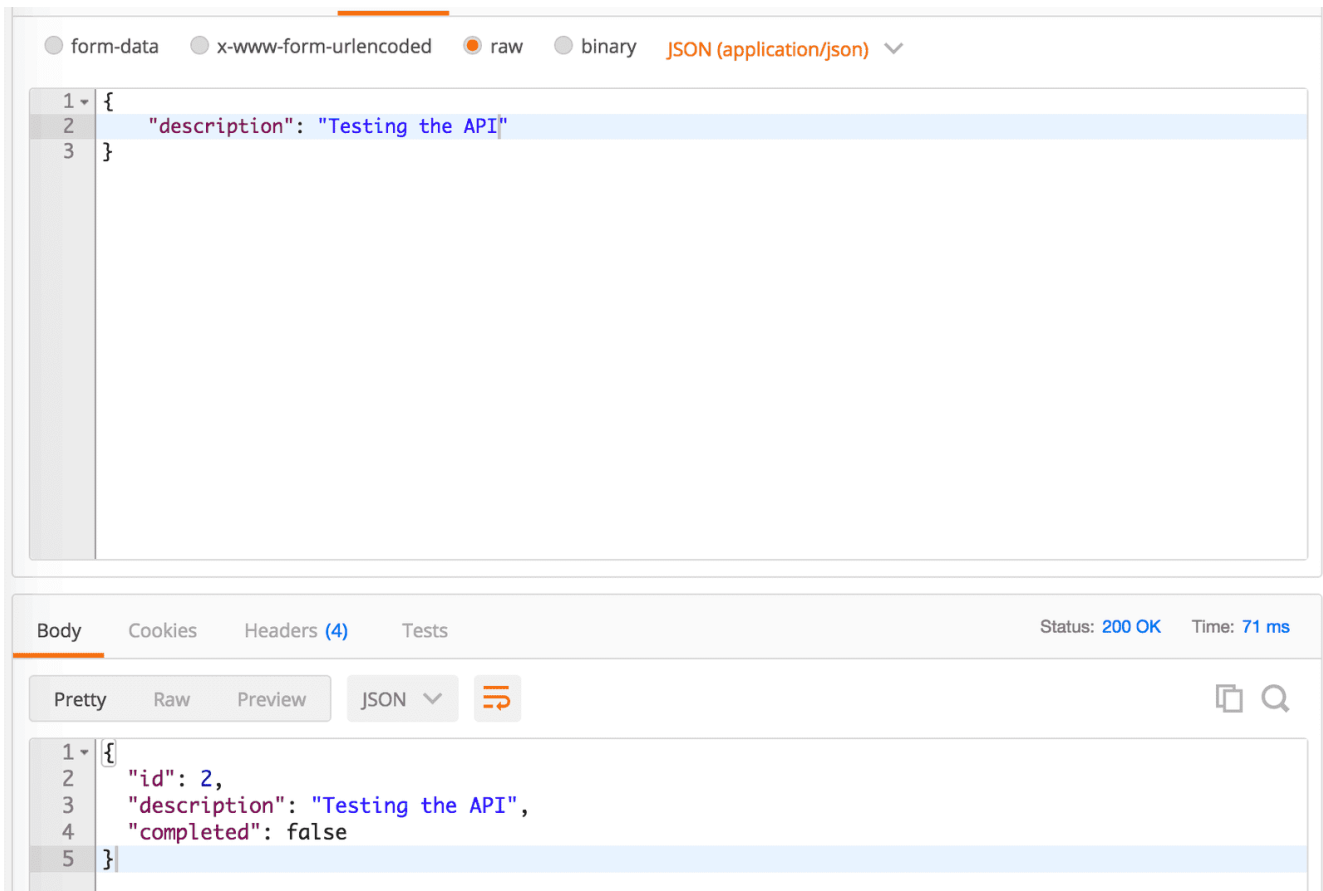 form-data x-www-form-urlencoded raw binary JSON (application/json)
1 {
2 "description": "Testing the API"
3 }
Body Cookies Headers (4) Tests Status: 200 OK Time: 71 ms
Pretty Raw Preview JSON
1 {
2 "id": 2,
3 "description": "Testing the API",
4 "completed": false
5 }